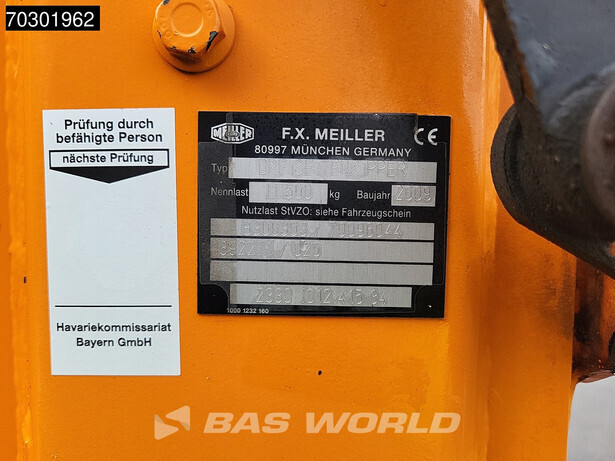 70301962
Prüfung durch
befähigte Person
nächste Prüfung
Havariekommissariat
Bayern GmbH
MEILLER
F.X. MEILLER CE
80997 MÜNCHEN GERMANY
Typ
Nennlast kg Baujahr 2009
Nutzlast StVZO: siehe Fahrzeugschein
1000 1232 160
BAS WORLD